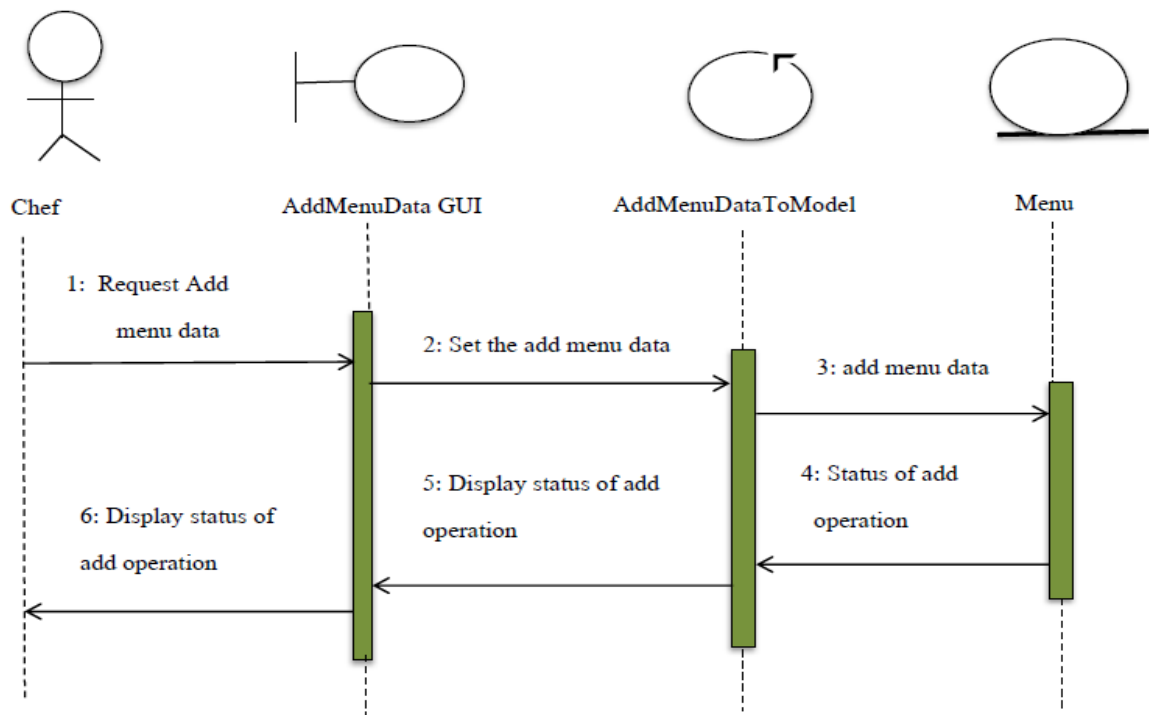 Chef
AddMenuData GUI
AddMenuDataToModel
Menu
1: Request Add
menu data
2: Set the add menu data
3: add menu data
4: Status of add
operation
5: Display status of add
operation
6: Display status of
add operation